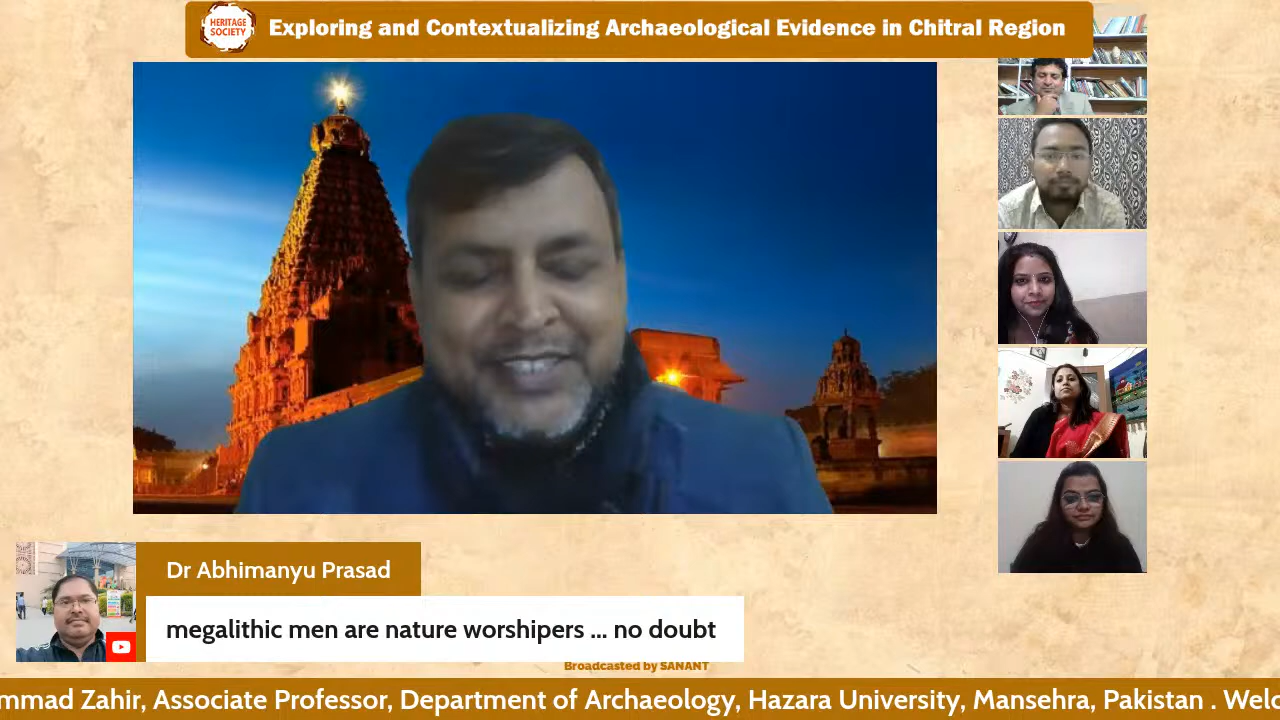 HERITAGE
SOCIETY
Exploring and Contextualizing Archaeological Evidence in Chitral Region
Dr Abhimanyu Prasad
megalithic men are nature worshipers ... no doubt
Broadcasted by SANANT
mmad Zahir, Associate Professor, Department of Archaeology, Hazara University, Mansehra, Pakistan . Welc